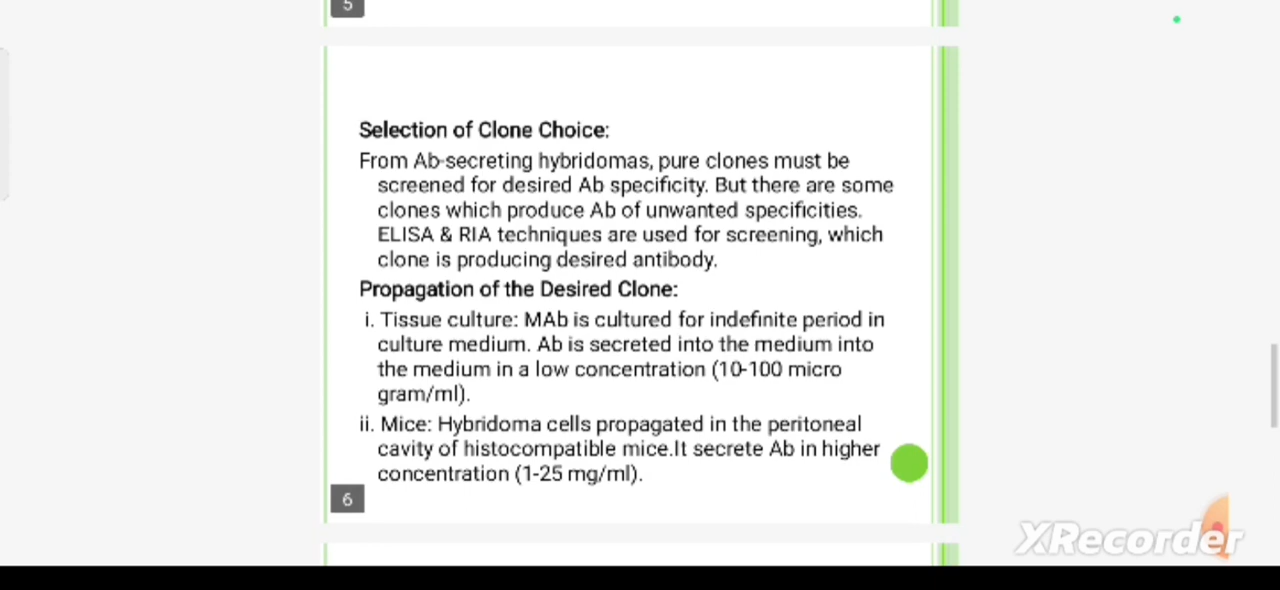 5
Selection of Clone Choice:
From Ab-secreting hybridomas, pure clones must be
screened for desired Ab specificity. But there are some
clones which produce Ab of unwanted specificities.
ELISA & RIA techniques are used for screening, which
clone is producing desired antibody.
Propagation of the Desired Clone:
i. Tissue culture: MAb is cultured for indefinite period in
culture medium. Ab is secreted into the medium into
the medium in a low concentration (10-100 micro
gram/ml).
ii. Mice: Hybridoma cells propagated in the peritoneal
cavity of histocompatible mice.It secrete Ab in higher
concentration (1-25 mg/ml).
6
XRecorder